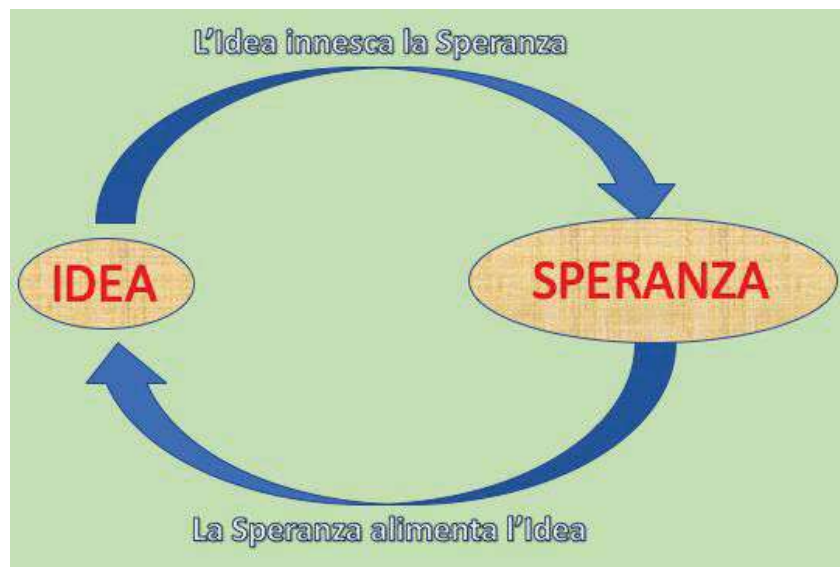 L'Idea innesca la Speranza
IDEA
SPERANZA
La Speranza alimenta l'Idea